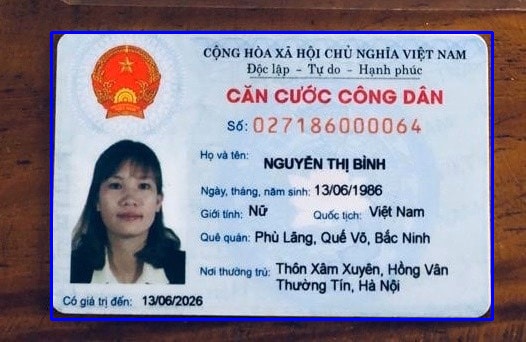 CỘNG HÒA XÃ HỘI CHỦ NGHĨA VIỆT NAM
Độc lập - Tự do - Hạnh phúc
CĂN CƯỚC CÔNG DÂN
Số: 027186000064
Họ và tên: NGUYỄN THỊ BÌNH
Ngày, tháng, năm sinh: 13/06/1986
Giới tính: Nữ Quốc tịch: Việt Nam
Quê quán: Phù Lãng, Quế Võ, Bắc Ninh
Nơi thường trú: Thôn Xâm Xuyên, Hồng Vân
Thường Tín, Hà Nội
Có giá trị đến: 13/06/2026